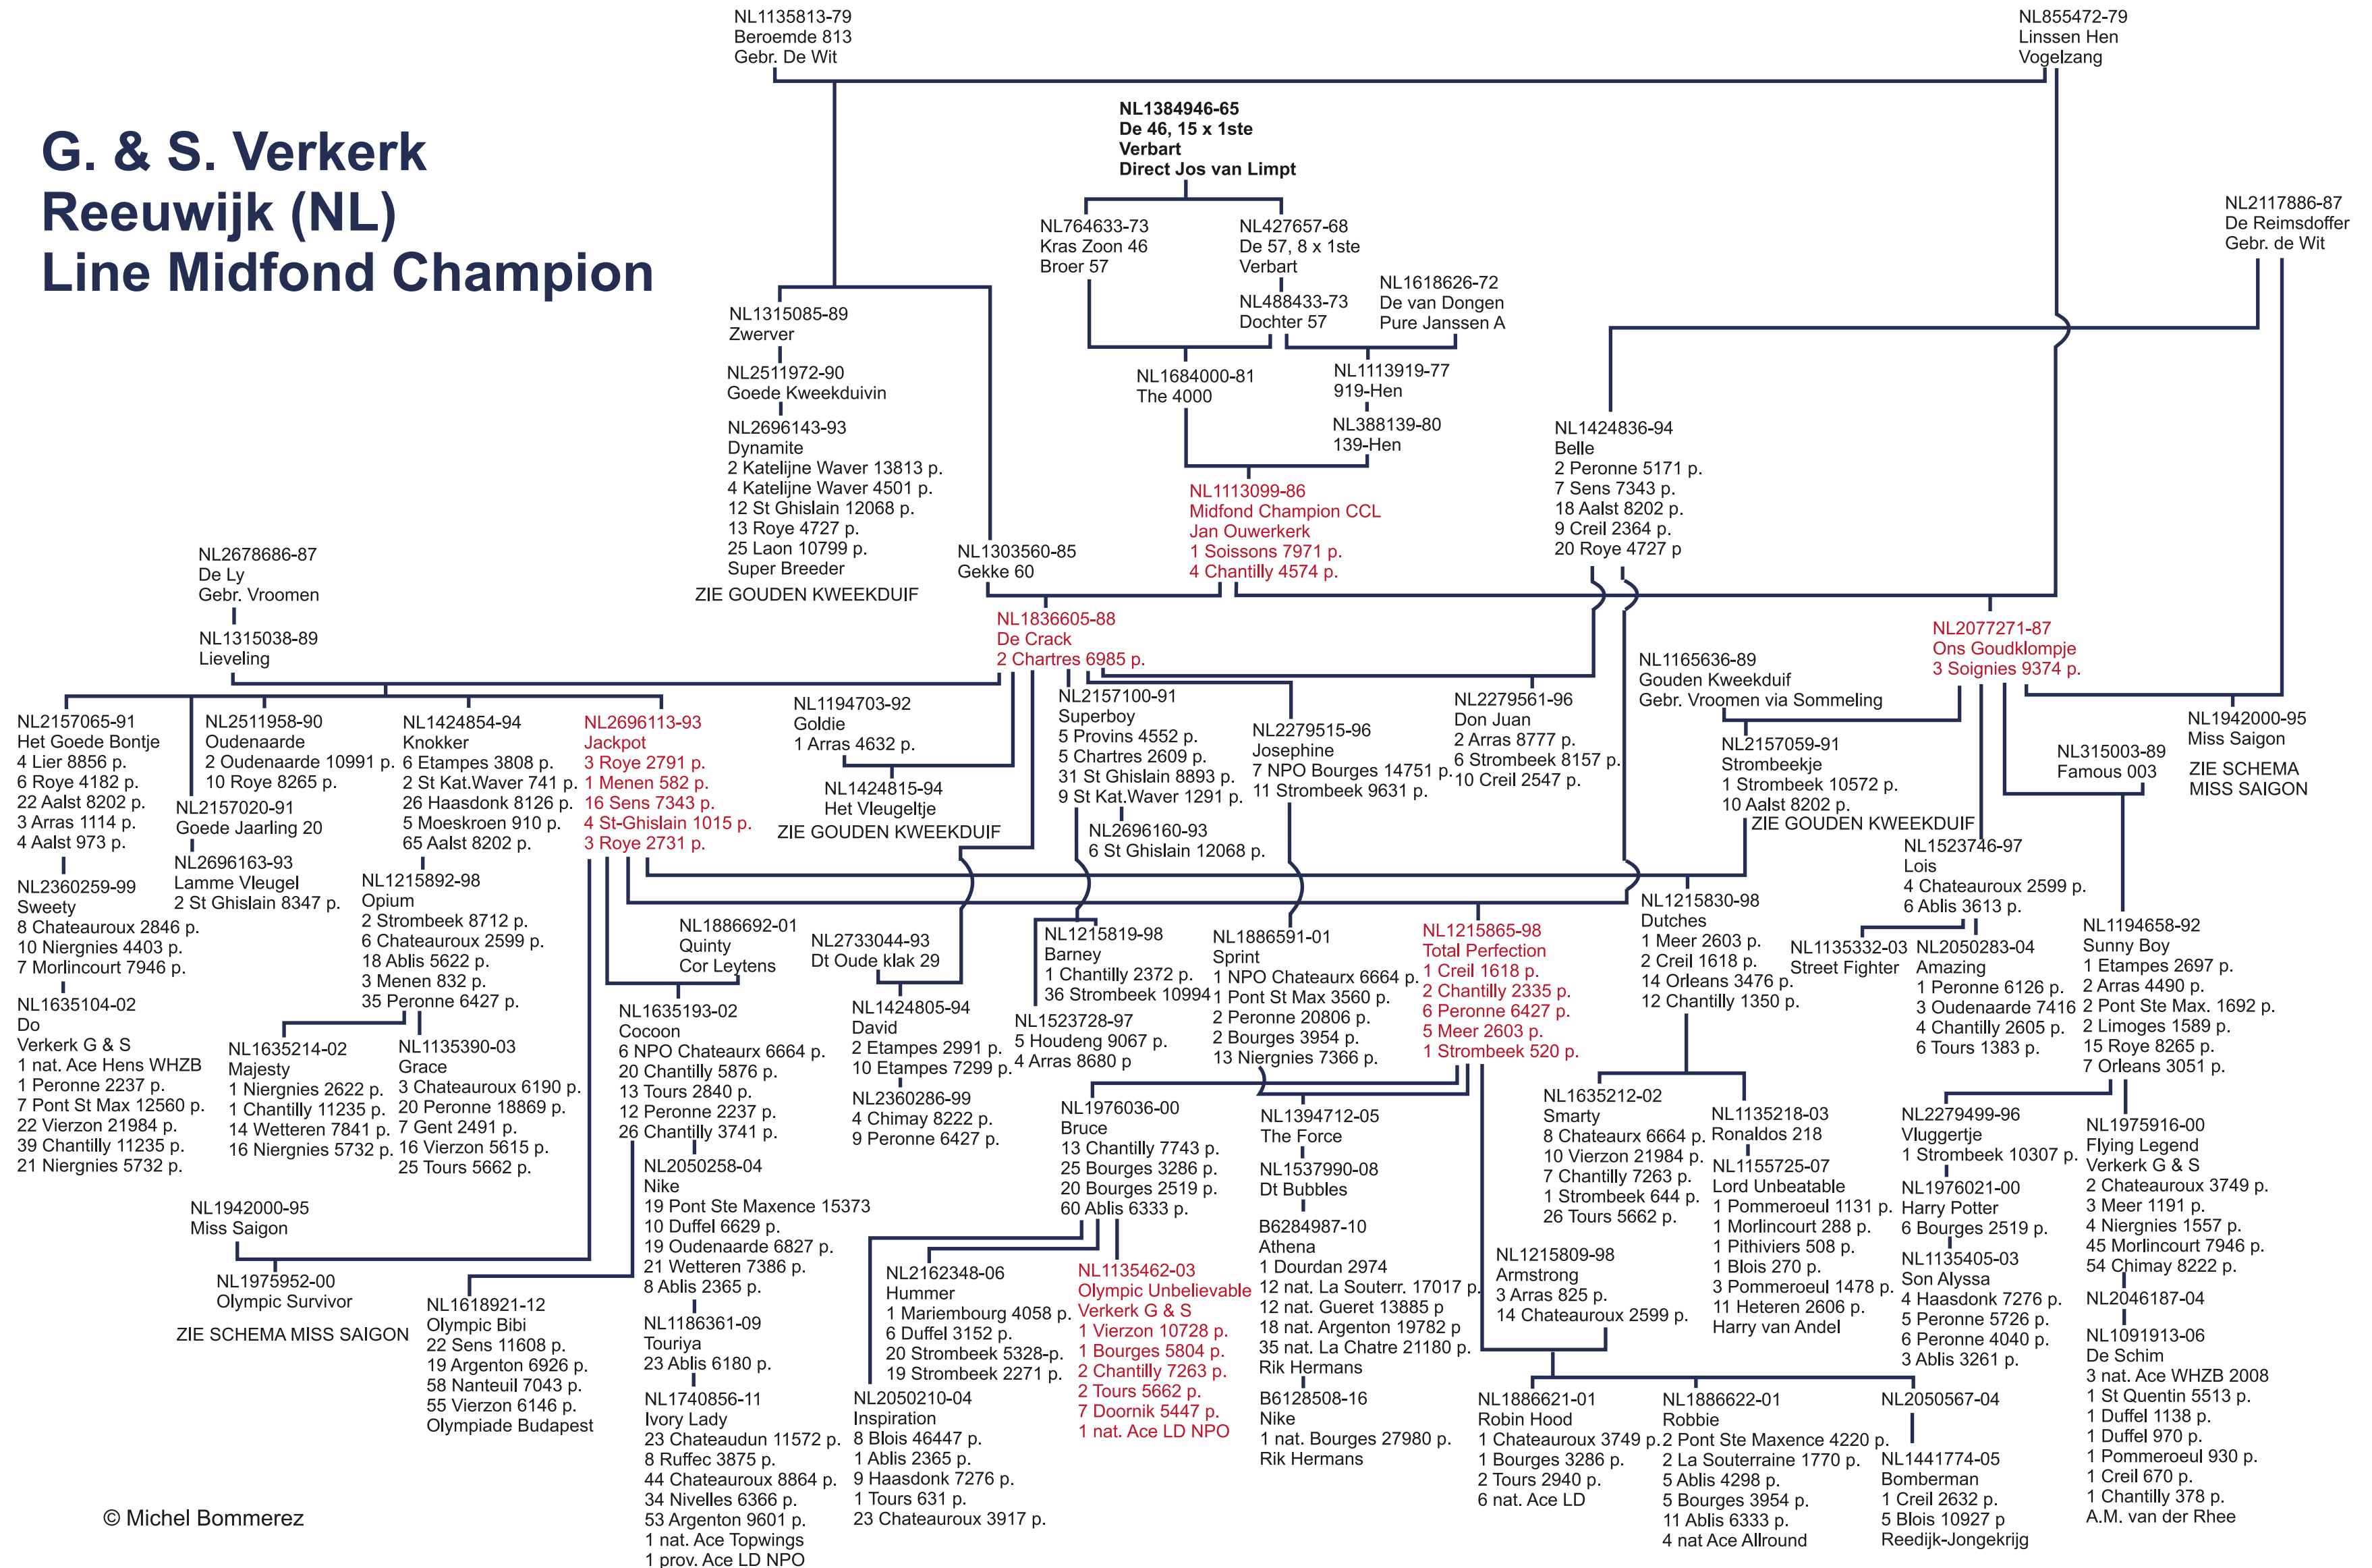 NL1135813-79
Beroemde 813
Gebr. De Wit
NL855472-79
Linssen Hen
Vogelzang
G. & S. Verkerk
Reeuwijk (NL)
Line Midfond Champion
NL1384946-65
De 46, 15 x 1ste
Verbart
Direct Jos van Limpt
NL764633-73
Kras Zoon 46
Broer 57
NL427657-68
De 57, 8 x 1ste
Verbart
NL2117886-87
De Reimsdoffer
Gebr. de Wit
NL488433-73
Dochter 57
NL1618626-72
De van Dongen
Pure Janssen A
NL1315085-89
Zwerver
NL2511972-90
Goede Kweekduivin
NL1684000-81
The 4000
NL1113919-77
919-Hen
NL388139-80
139-Hen
NL2696143-93
Dynamite
2 Katelijne Waver 13813 p.
4 Katelijne Waver 4501 p.
12 St Ghislain 12068 p.
13 Roye 4727 p.
25 Laon 10799 p.
Super Breeder
ZIE GOUDEN KWEEKDUIF
NL1424836-94
Belle
2 Peronne 5171 p.
7 Sens 7343 p.
18 Aalst 8202 p.
9 Creil 2364 p.
20 Roye 4727 p
NL1113099-86
Midfond Champion CCL
Jan Ouwerkerk
1 Soissons 7971 p.
4 Chantilly 4574 p.
NL2678686-87
De Ly
Gebr. Vroomen
NL1303560-85
Gekke 60
NL1315038-89
Lieveling
NL1836605-88
De Crack
2 Chartres 6985 p.
NL2077271-87
Ons Goudklompje
3 Soignies 9374 p.
NL1165636-89
Gouden Kweekduif
Gebr. Vroomen via Sommeling
NL2157065-91
Het Goede Bontje
4 Lier 8856 p.
6 Roye 4182 p.
22 Aalst 8202 p.
3 Arras 1114 p.
4 Aalst 973 p.
NL2511958-90
Oudenaarde
2 Oudenaarde 10991 p.
10 Roye 8265 p.
NL2157020-91
Goede Jaarling 20
NL2696163-93
Lamme Vleugel
2 St Ghislain 8347 p.
NL1424854-94
Knokker
6 Etampes 3808 p.
2 St Kat.Waver 741 p.
26 Haasdonk 8126 p.
5 Moeskroen 910 p.
65 Aalst 8202 p.
NL2696113-93
Jackpot
3 Roye 2791 p.
1 Menen 582 p.
16 Sens 7343 p.
4 St-Ghislain 1015 p.
3 Roye 2731 p.
NL1194703-92
Goldie
1 Arras 4632 p.
NL1424815-94
Het Vleugeltje
ZIE GOUDEN KWEEKDUIF
NL2157100-91
Superboy
5 Provins 4552 p.
5 Chartres 2609 p.
31 St Ghislain 8893 p.
9 St Kat.Waver 1291 p.
NL2696160-93
6 St Ghislain 12068 p.
NL2279515-96
Josephine
7 NPO Bourges 14751 p.
11 Strombeek 9631 p.
NL2279561-96
Don Juan
2 Arras 8777 p.
6 Strombeek 8157 p.
10 Creil 2547 p.
NL2157059-91
Strombeekje
1 Strombeek 10572 p.
10 Aalst 8202 p.
ZIE GOUDEN KWEEKDUIF
NL315003-89
Famous 003
NL1942000-95
Miss Saigon
ZIE SCHEMA
MISS SAIGON
NL2360259-99
Sweety
8 Chateauroux 2846 p.
10 Niergnies 4403 p.
7 Morlincourt 7946 p.
NL1215892-98
Opium
2 Strombeek 8712 p.
6 Chateauroux 2599 p.
18 Ablis 5622 p.
3 Menen 832 p.
35 Peronne 6427 p.
NL1886692-01
Quinty
Cor Leytens
NL2733044-93
Dt Oude klak 29
NL1215819-98
Barney
1 Chantilly 2372 p.
36 Strombeek 10994
NL1523728-97
5 Houdeng 9067 p.
4 Arras 8680 p
NL1886591-01
Sprint
1 NPO Chateaurx 6664 p.
1 Pont St Max 3560 p.
2 Peronne 20806 p.
2 Bourges 3954 p.
13 Niergnies 7366 p.
NL1215865-98
Total Perfection
1 Creil 1618 p.
2 Chantilly 2335 p.
6 Peronne 6427 p.
5 Meer 2603 p.
1 Strombeek 520 p.
NL1215830-98
Dutches
1 Meer 2603 p.
2 Creil 1618 p.
14 Orleans 3476 p.
12 Chantilly 1350 p.
NL1523746-97
Lois
4 Chateauroux 2599 p.
6 Ablis 3613 p.
NL1135332-03
Street Fighter
NL2050283-04
Amazing
1 Peronne 6126 p.
3 Oudenaarde 7416
4 Chantilly 2605 p.
6 Tours 1383 p.
NL1194658-92
Sunny Boy
1 Etampes 2697 p.
2 Arras 4490 p.
2 Pont Ste Max. 1692 p.
2 Limoges 1589 p.
15 Roye 8265 p.
7 Orleans 3051 p.
NL1635104-02
Do
Verkerk G & S
1 nat. Ace Hens WHZB
1 Peronne 2237 p.
7 Pont St Max 12560 p.
22 Vierzon 21984 p.
39 Chantilly 11235 p.
21 Niergnies 5732 p.
NL1635214-02
Majesty
1 Niergnies 2622 p.
1 Chantilly 11235 p.
14 Wetteren 7841 p.
16 Niergnies 5732 p.
NL1135390-03
Grace
3 Chateauroux 6190 p.
20 Peronne 18869 p.
7 Gent 2491 p.
16 Vierzon 5615 p.
25 Tours 5662 p.
NL1635193-02
Cocoon
6 NPO Chateaurx 6664 p.
20 Chantilly 5876 p.
13 Tours 2840 p.
12 Peronne 2237 p.
26 Chantilly 3741 p.
NL1424805-94
David
2 Etampes 2991 p.
10 Etampes 7299 p.
NL2360286-99
4 Chimay 8222 p.
9 Peronne 6427 p.
NL1976036-00
Bruce
13 Chantilly 7743 p.
25 Bourges 3286 p.
20 Bourges 2519 p.
60 Ablis 6333 p.
NL1394712-05
The Force
NL1537990-08
Dt Bubbles
B6284987-10
Athena
1 Dourdan 2974
12 nat. La Souterr. 17017 p.
12 nat. Gueret 13885 p
18 nat. Argenton 19782 p
35 nat. La Chatre 21180 p.
Rik Hermans
B6128508-16
Nike
1 nat. Bourges 27980 p.
Rik Hermans
NL1635212-02
Smarty
8 Chateaurx 6664 p.
10 Vierzon 21984 p.
7 Chantilly 7263 p.
1 Strombeek 644 p.
26 Tours 5662 p.
NL1135218-03
Ronaldos 218
NL1155725-07
Lord Unbeatable
1 Pommeroeul 1131 p.
1 Morlincourt 288 p.
1 Pithiviers 508 p.
1 Blois 270 p.
3 Pommeroeul 1478 p.
11 Heteren 2606 p.
Harry van Andel
NL2279499-96
Vluggertje
1 Strombeek 10307 p.
NL1976021-00
Harry Potter
6 Bourges 2519 p.
NL1135405-03
Son Alyssa
4 Haasdonk 7276 p.
5 Peronne 5726 p.
6 Peronne 4040 p.
3 Ablis 3261 p.
NL1975916-00
Flying Legend
Verkerk G & S
2 Chateauroux 3749 p.
3 Meer 1191 p.
4 Niergnies 1557 p.
45 Morlincourt 7946 p.
54 Chimay 8222 p.
NL2046187-04
NL1091913-06
De Schim
3 nat. Ace WHZB 2008
1 St Quentin 5513 p.
1 Duffel 1138 p.
1 Duffel 970 p.
1 Pommeroeul 930 p.
1 Creil 670 p.
1 Chantilly 378 p.
A.M. van der Rhee
NL1942000-95
Miss Saigon
NL1975952-00
Olympic Survivor
ZIE SCHEMA MISS SAIGON
NL1618921-12
Olympic Bibi
22 Sens 11608 p.
19 Argenton 6926 p.
58 Nanteuil 7043 p.
55 Vierzon 6146 p.
Olympiade Budapest
NL2050258-04
Nike
19 Pont Ste Maxence 15373
10 Duffel 6629 p.
19 Oudenaarde 6827 p.
21 Wetteren 7386 p.
8 Ablis 2365 p.
NL1186361-09
Touriya
23 Ablis 6180 p.
NL1740856-11
Ivory Lady
23 Chateaudun 11572 p.
8 Ruffec 3875 p.
44 Chateauroux 8864 p.
34 Nivelles 6366 p.
53 Argenton 9601 p.
1 nat. Ace Topwings
1 prov. Ace LD NPO
NL2162348-06
Hummer
1 Mariembourg 4058 p.
6 Duffel 3152 p.
20 Strombeek 5328-p.
19 Strombeek 2271 p.
NL2050210-04
Inspiration
8 Blois 46447 p.
1 Ablis 2365 p.
9 Haasdonk 7276 p.
1 Tours 631 p.
23 Chateauroux 3917 p.
NL1135462-03
Olympic Unbelievable
Verkerk G & S
1 Vierzon 10728 p.
1 Bourges 5804 p.
2 Chantilly 7263 p.
2 Tours 5662 p.
7 Doornik 5447 p.
1 nat. Ace LD NPO
NL1215809-98
Armstrong
3 Arras 825 p.
14 Chateauroux 2599 p.
NL1886621-01
Robin Hood
1 Chateauroux 3749 p.
1 Bourges 3286 p.
2 Tours 2940 p.
6 nat. Ace LD
NL1886622-01
Robbie
2 Pont Ste Maxence 4220 p.
2 La Souterraine 1770 p.
5 Ablis 4298 p.
5 Bourges 3954 p.
11 Ablis 6333 p.
4 nat Ace Allround
NL2050567-04
NL1441774-05
Bomberman
1 Creil 2632 p.
5 Blois 10927 p
Reedijk-Jongekrijg
© Michel Bommerez